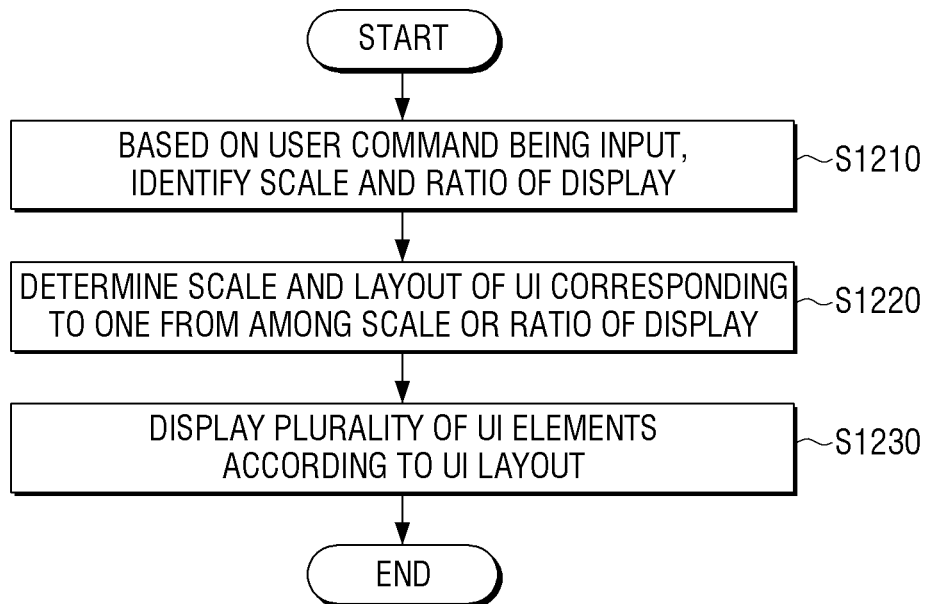 START
BASED ON USER COMMAND BEING INPUT,
IDENTIFY SCALE AND RATIO OF DISPLAY
S1210
DETERMINE SCALE AND LAYOUT OF UI CORRESPONDING
TO ONE FROM AMONG SCALE OR RATIO OF DISPLAY
S1220
DISPLAY PLURALITY OF UI ELEMENTS
ACCORDING TO UI LAYOUT
S1230
END